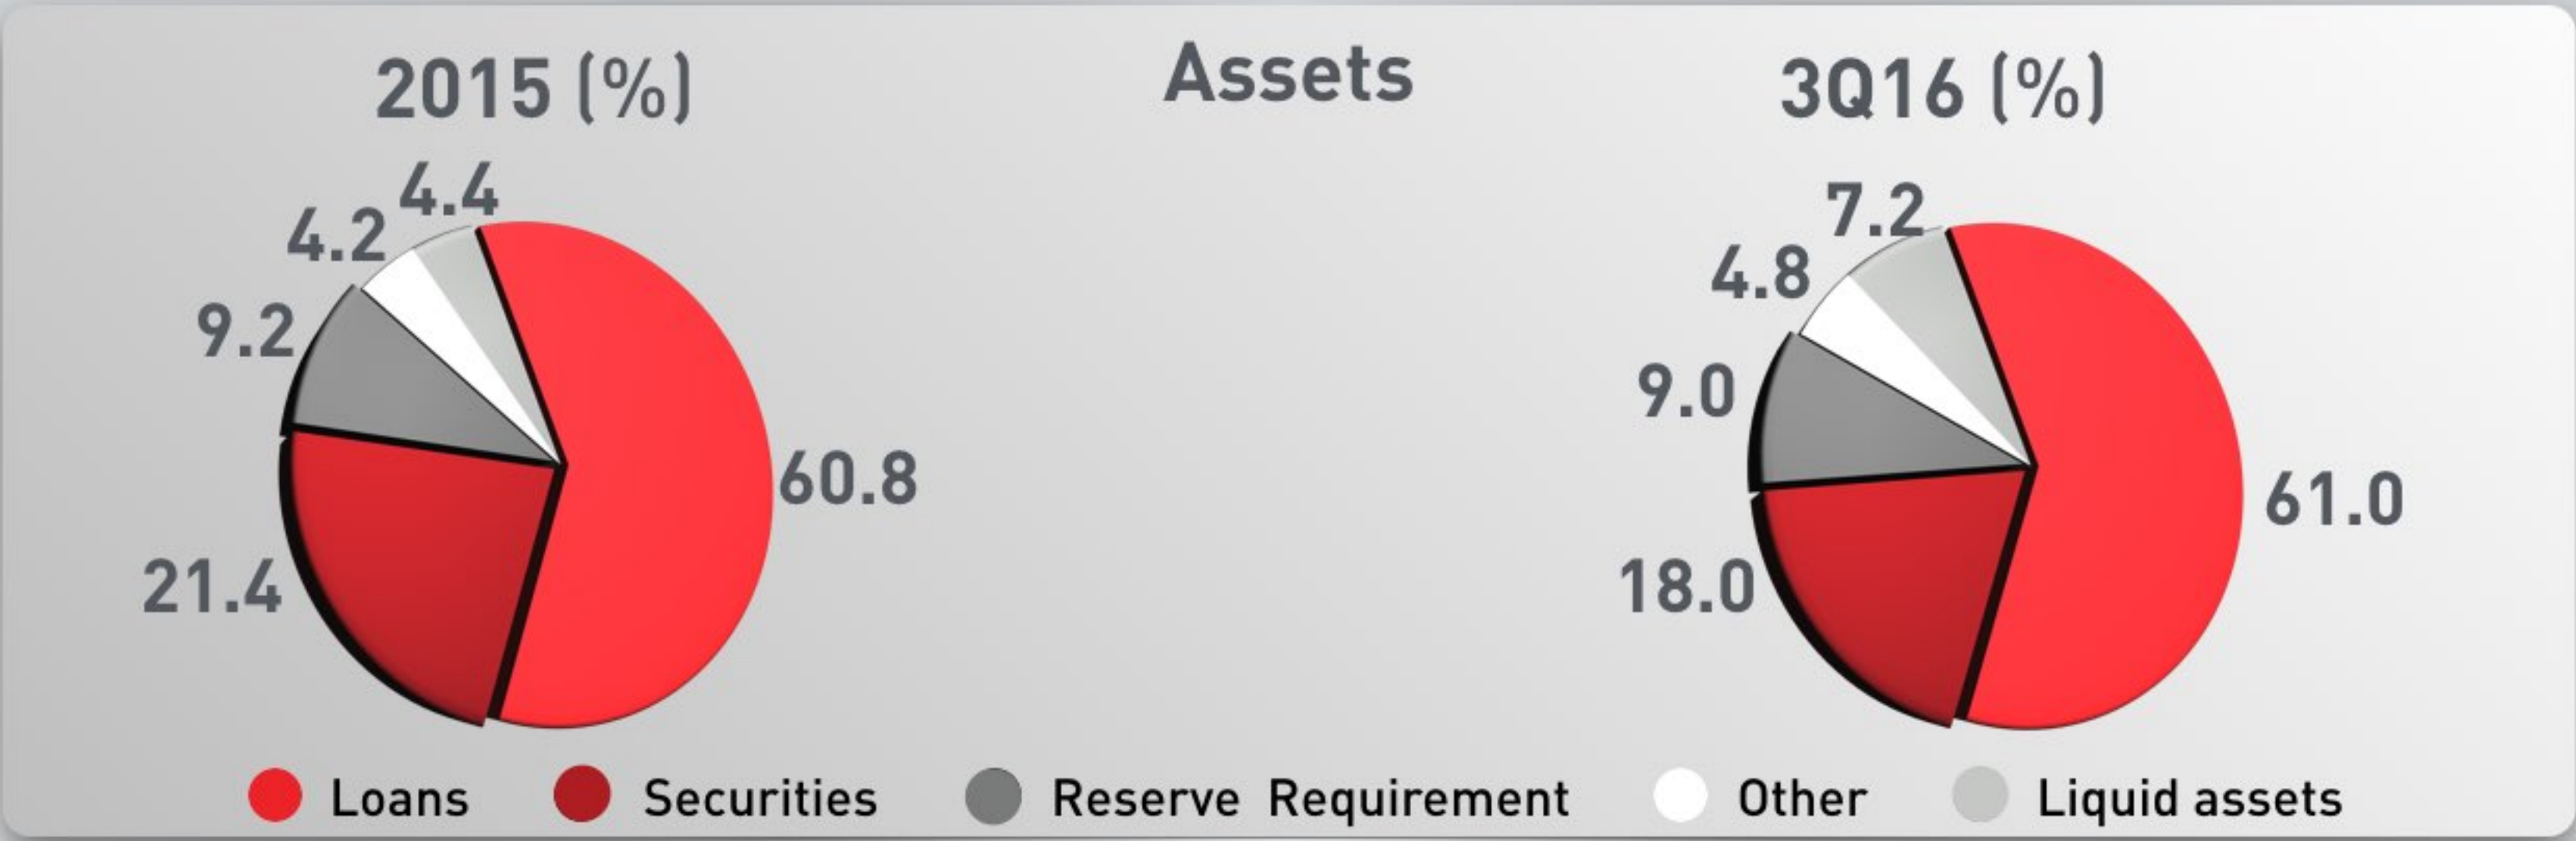 Assets
2015 (%)
4.4
4.2
9.2
21.4
60.8
3Q16 (%)
7.2
4.8
9.0
18.0
61.0
Loans
Securities
Reserve Requirement
Other
Liquid assets